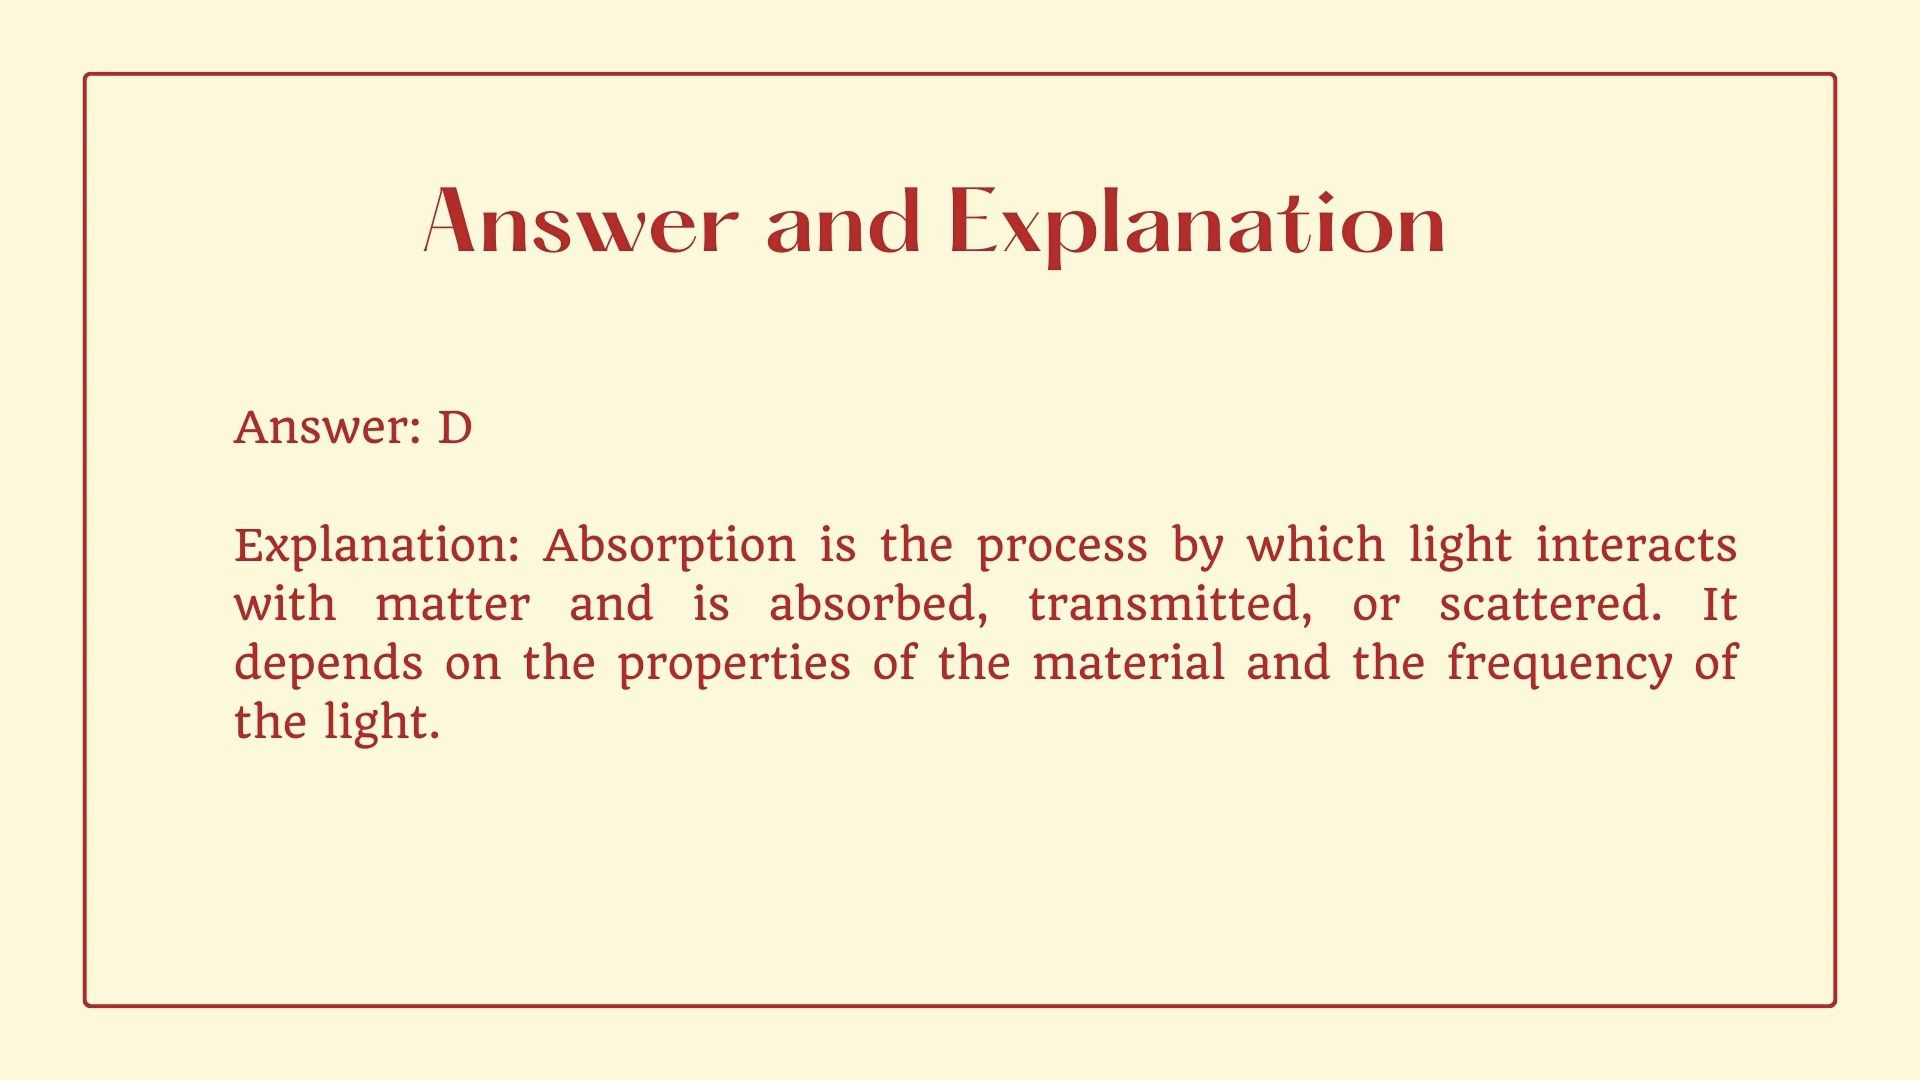 Answer and Explanation
Answer: D
Explanation: Absorption is the process by which light interacts
with matter and is absorbed, transmitted, or scattered. It
depends on the properties of the material and the frequency of
the light.